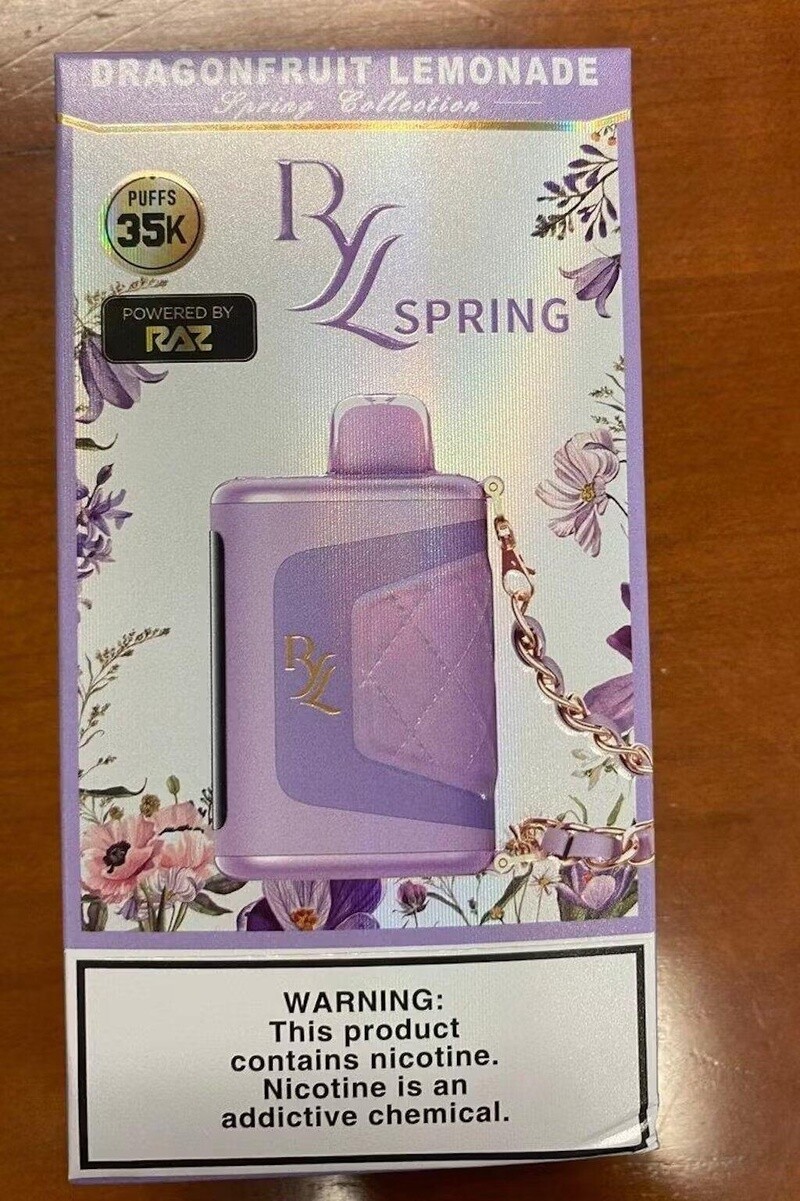 DRAGONFRUIT LEMONADE
Spring Collection
PUFFS
35K
RYL SPRING
POWERED BY
RAZ
RYL
WARNING:
This product
contains nicotine.
Nicotine is an
addictive chemical.